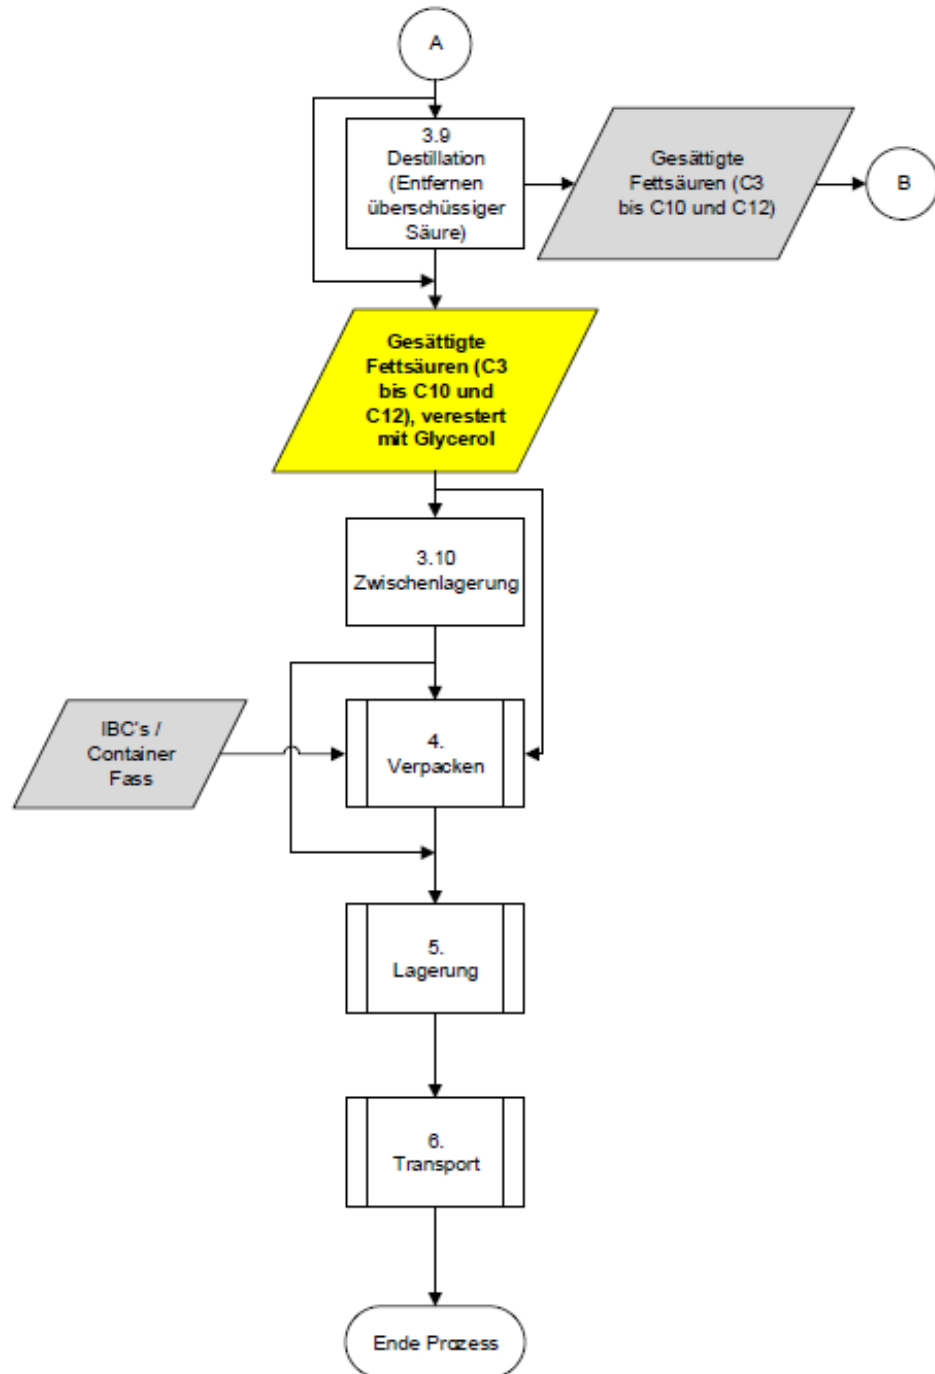 A
3.9
Destillation
(Entfernen
überschüssiger
Säure)
Gesättigte
Fettsäuren (C3
bis C10 und C12)
B
Gesättigte
Fettsäuren (C3
bis C10 und
C12), verestert
mit Glycerol
3.10
Zwischenlagerung
IBC's /
Container
Fass
4.
Verpacken
5.
Lagerung
6.
Transport
Ende Prozess